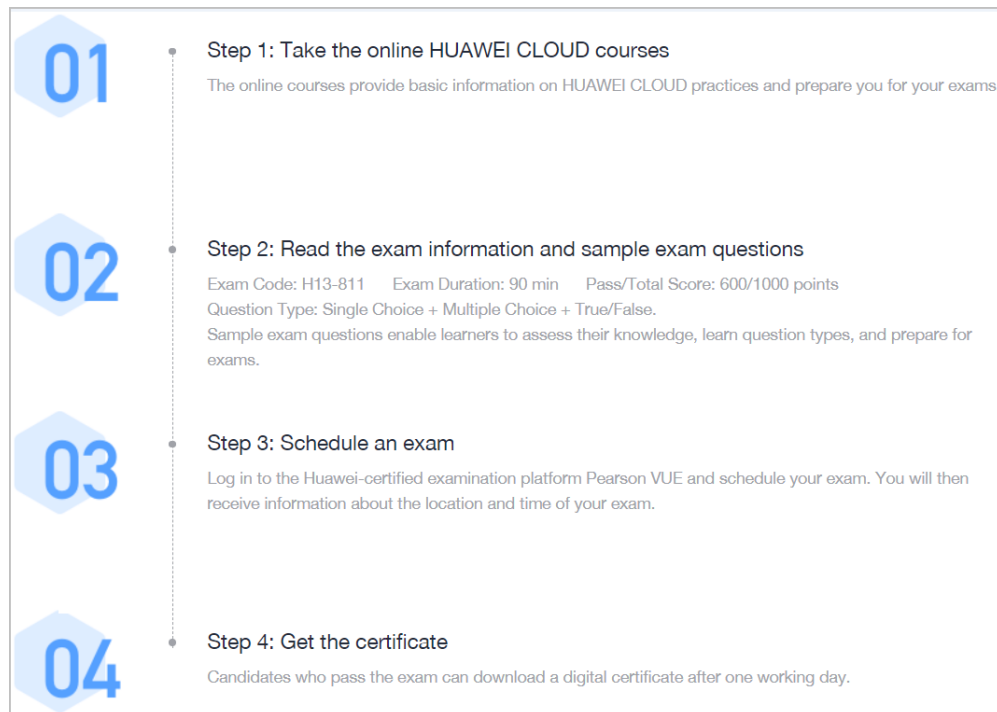 01
Step 1: Take the online HUAWEI CLOUD courses
The online courses provide basic information on HUAWEI CLOUD practices and prepare you for your exams
02
Step 2: Read the exam information and sample exam questions
Exam Code: H13-811 Exam Duration: 90 min Pass/Total Score: 600/1000 points
Question Type: Single Choice + Multiple Choice + True/False.
Sample exam questions enable learners to assess their knowledge, learn question types, and prepare for
exams.
03
Step 3: Schedule an exam
Log in to the Huawei-certified examination platform Pearson VUE and schedule your exam. You will then
receive information about the location and time of your exam.
04
Step 4: Get the certificate
Candidates who pass the exam can download a digital certificate after one working day.